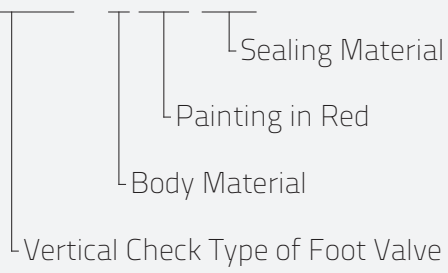 Sealing Material
Painting in Red
Body Material
Vertical Check Type of Foot Valve